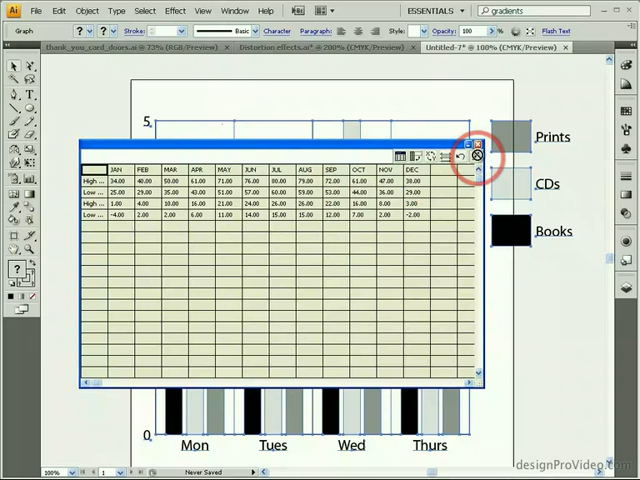 Ai File Edit Object Type Select Effect View Window Help Br ESSENTIALS gradients
Graph ? ? Stroke: Basic Character Paragraph: Align Style: Opacity: 100 % Flash Text
thank_you_card_doors.ai @ 73% (RGB/Preview) Distortion effects.ai* @ 200% (CMYK/Preview) Untitled-7* @ 100% (CMYK/Preview)
5
Prints
CDs
Books
JAN FEB MAR APR MAY JUN JUL AUG SEP OCT NOV DEC
High ... 34.00 40.00 50.00 61.00 71.00 76.00 80.00 79.00 72.00 61.00 47.00 38.00
Low ... 25.00 29.00 35.00 43.00 51.00 57.00 60.00 59.00 53.00 44.00 36.00 29.00
High ... 1.00 4.00 10.00 16.00 21.00 24.00 26.00 26.00 22.00 16.00 8.00 3.00
Low ... -4.00 2.00 2.00 6.00 11.00 14.00 15.00 15.00 12.00 7.00 2.00 -2.00
?
0
Mon Tues Wed Thurs
100% 1 Never Saved
designProVideo.com